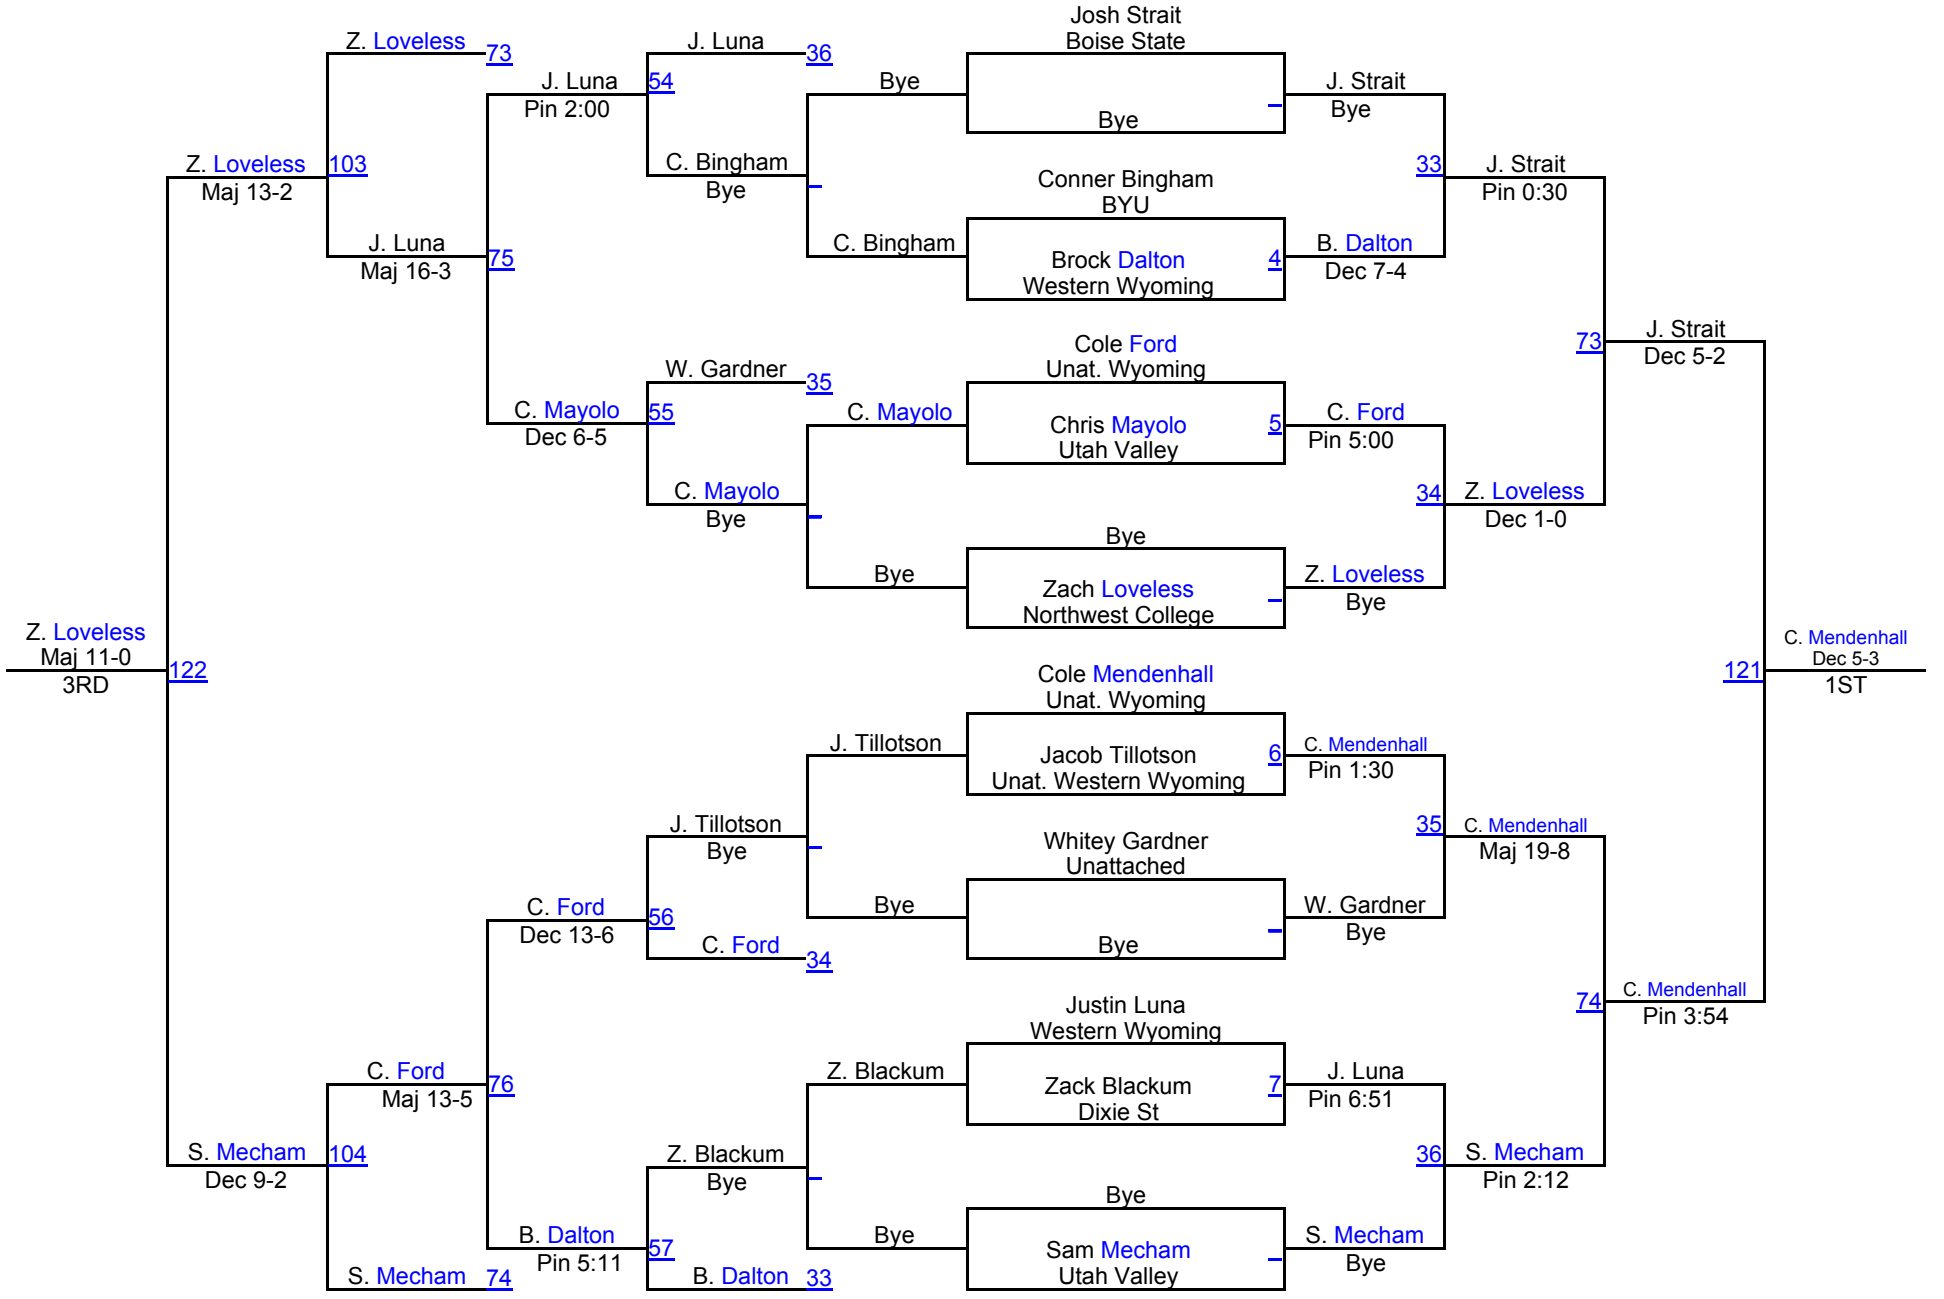 Josh Strait
Z. Loveless J. Luna Boise State
73 36
J. Luna 54 Bye J. Strait
Pin 2:00 Bye Bye
Z. Loveless 103 C. Bingham 33 J. Strait
Maj 13-2 Bye Conner Bingham Pin 0:30
BYU
J. Luna C. Bingham B. Dalton
Maj 16-3 75 Brock Dalton 4 Dec 7-4
Western Wyoming
Cole Ford 73 J. Strait
W. Gardner Unat. Wyoming Dec 5-2
35
C. Mayolo 55 C. Mayolo C. Ford
Dec 6-5 Chris Mayolo 5 Pin 5:00
Utah Valley
C. Mayolo 34 Z. Loveless
Bye Dec 1-0
Bye
Bye Z. Loveless
Zach Loveless Bye
Northwest College
Z. Loveless C. Mendenhall
Maj 11-0 Dec 5-3
3RD 122 Cole Mendenhall 121 1ST
Unat. Wyoming
J. Tillotson C. Mendenhall
Jacob Tillotson 6 Pin 1:30
Unat. Western Wyoming
J. Tillotson 35 C. Mendenhall
Bye Whitey Gardner Maj 19-8
Unattached
C. Ford 56 Bye W. Gardner
Dec 13-6 Bye
C. Ford Bye
34
Justin Luna 74 C. Mendenhall
Western Wyoming Pin 3:54
C. Ford 76 Z. Blackum J. Luna
Maj 13-5 Zack Blackum 7 Pin 6:51
Dixie St
S. Mecham 104 Z. Blackum 36 S. Mecham
Dec 9-2 Bye Pin 2:12
Bye
B. Dalton 57 Bye S. Mecham
Pin 5:11 Sam Mecham Bye
S. Mecham 74 B. Dalton 33 Utah Valley